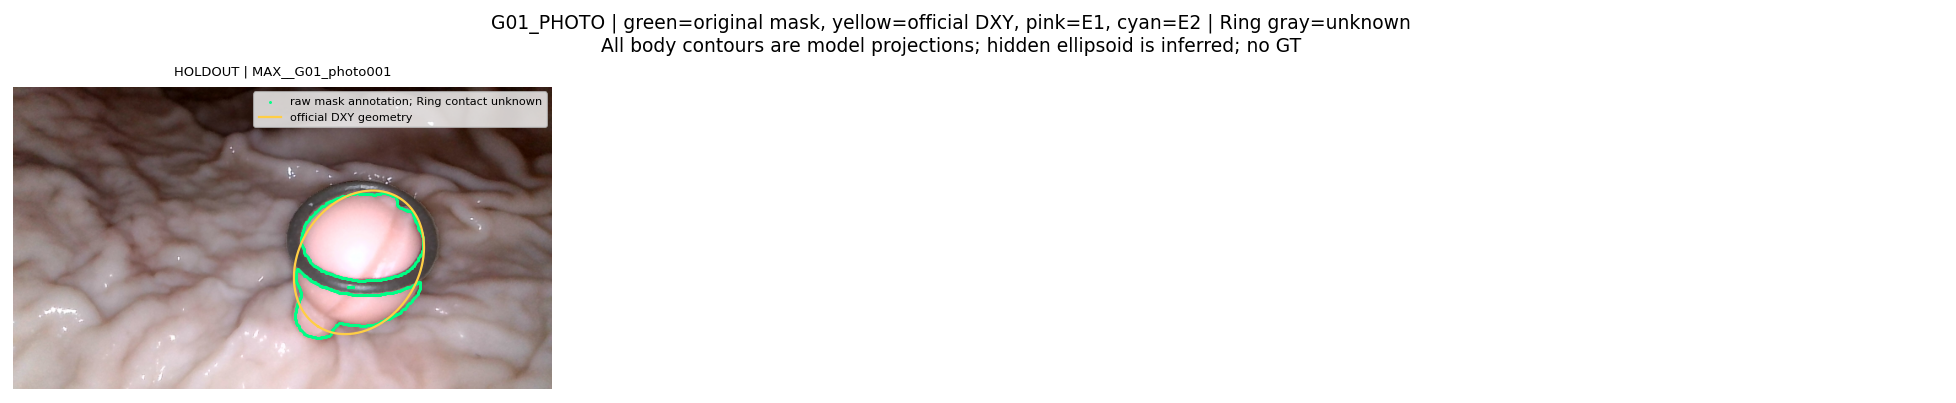 G01_PHOTO | green=original mask, yellow=official DXY, pink=E1, cyan=E2 | Ring gray=unknown
All body contours are model projections; hidden ellipsoid is inferred; no GT
HOLDOUT | MAX__G01_photo001
raw mask annotation; Ring contact unknown
official DXY geometry